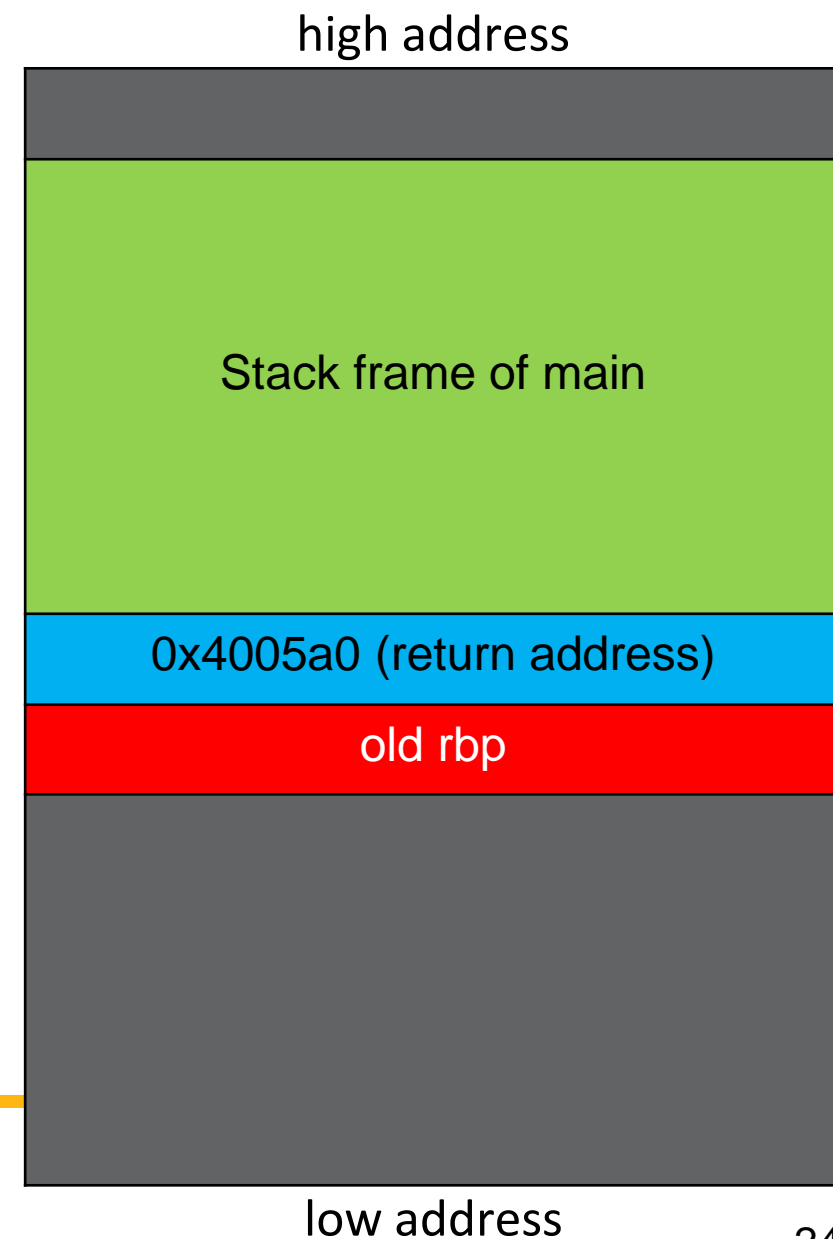 high address
Stack frame of main
0x4005a0 (return address)
old rbp
low address